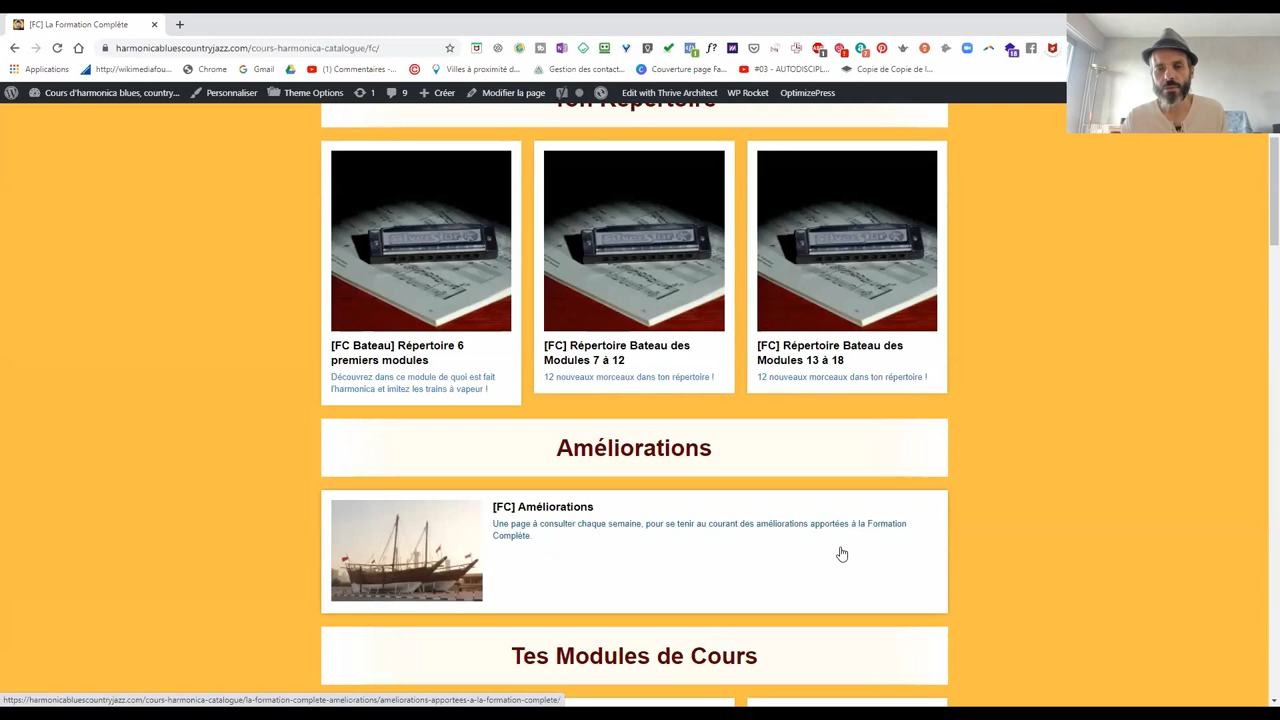 [FC] La Formation Complète
harmonicabluescountryjazz.com/cours-harmonica-catalogue/fc/
Applications
http://wikimediafou...
Chrome
Gmail
(1) Commentaires -...
Villes à proximité d...
Gestion des contact...
Couverture page Fa...
#03 - AUTODISCIPL...
Copie de Copie de l...
Cours d'harmonica blues, country...
Personnaliser
Theme Options
1
9
Créer
Modifier la page
Edit with Thrive Architect
WP Rocket
OptimizePress
Ton Répertoire
[FC Bateau] Répertoire 6
premiers modules
Découvrez dans ce module de quoi est fait
l'harmonica et imitez les trains à vapeur !
[FC] Répertoire Bateau des
Modules 7 à 12
12 nouveaux morceaux dans ton répertoire !
[FC] Répertoire Bateau des
Modules 13 à 18
12 nouveaux morceaux dans ton répertoire !
Améliorations
[FC] Améliorations
Une page à consulter chaque semaine, pour se tenir au courant des améliorations apportées à la Formation
Complète.
Tes Modules de Cours
https://harmonicabluescountryjazz.com/cours-harmonica-catalogue/la-formation-complete-ameliorations/ameliorations-apportees-a-la-formation-complete/